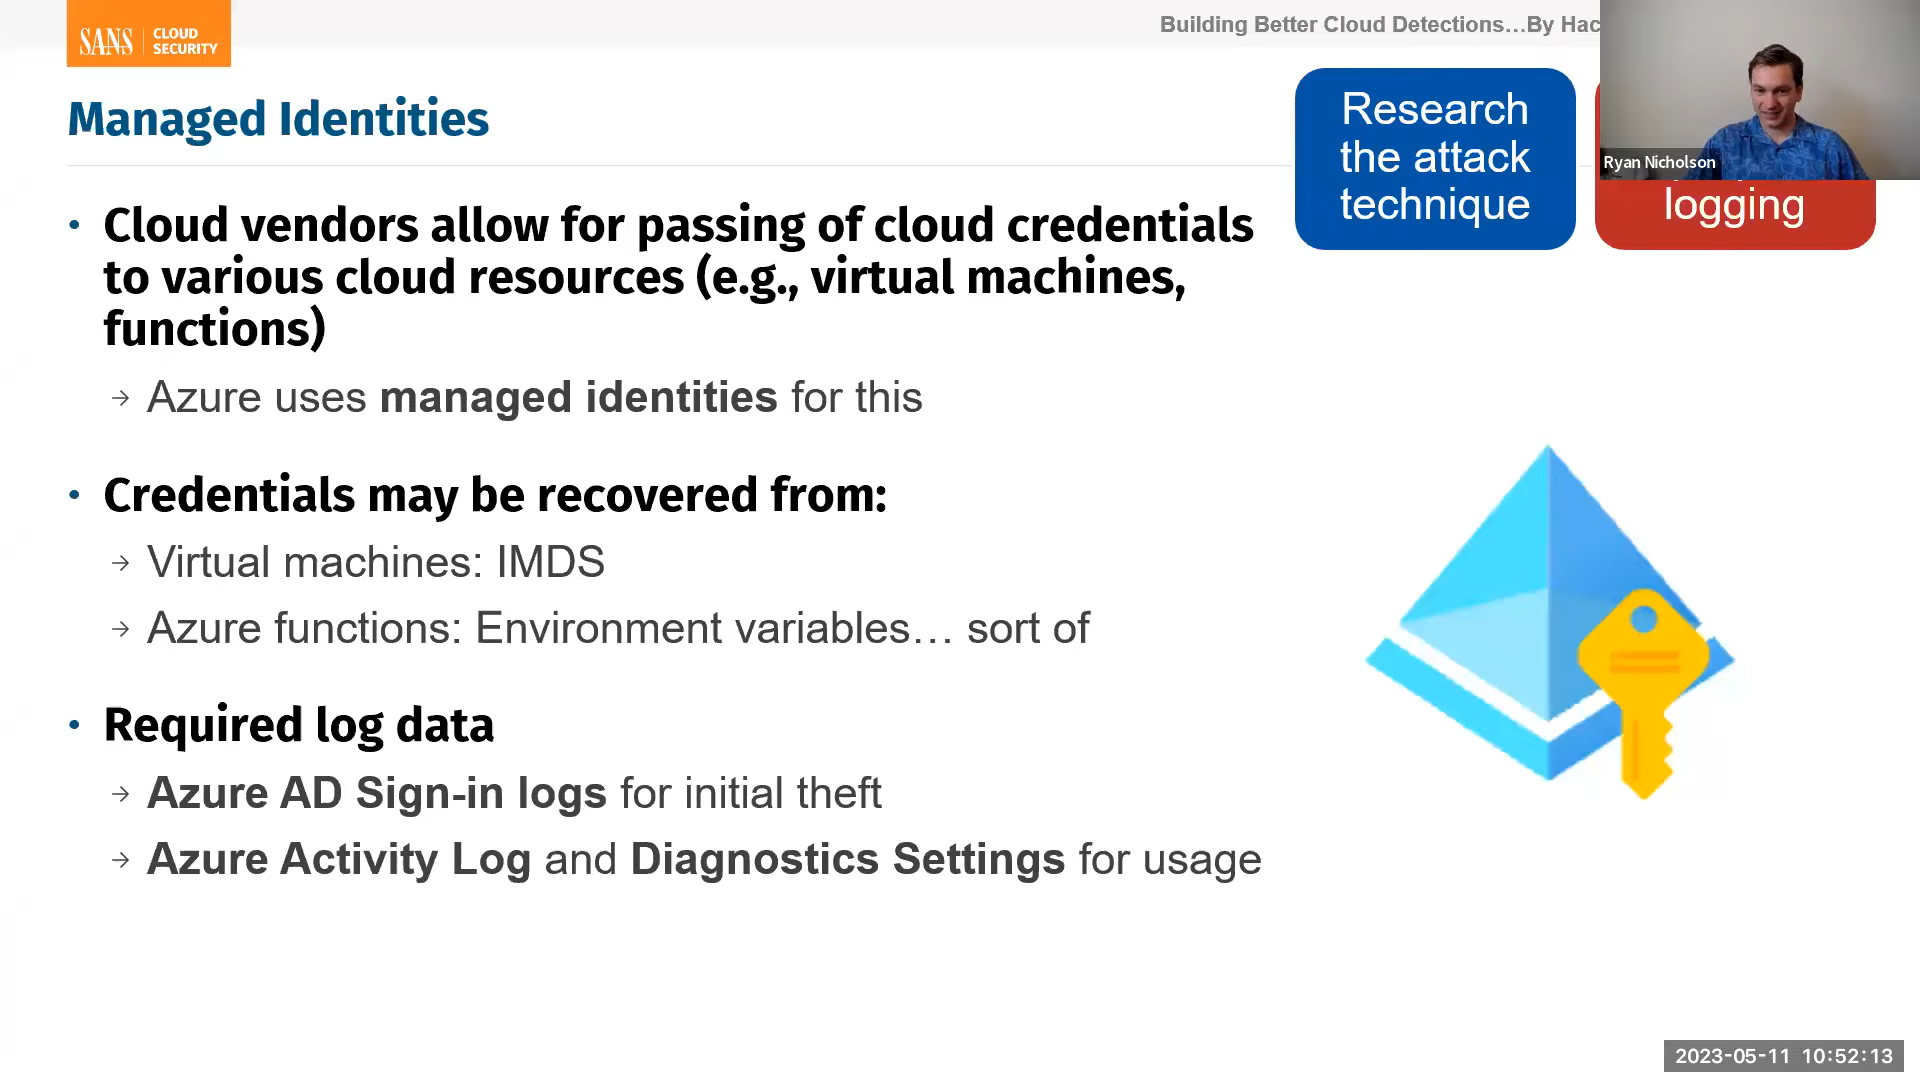 SANS
CLOUD
SECURITY
Building Better Cloud Detections...By Hac
Managed Identities
Research
the attack
technique
Ryan Nicholson
logging
• Cloud vendors allow for passing of cloud credentials
to various cloud resources (e.g., virtual machines,
functions)
→ Azure uses managed identities for this
• Credentials may be recovered from:
→ Virtual machines: IMDS
→ Azure functions: Environment variables... sort of
• Required log data
→ Azure AD Sign-in logs for initial theft
→ Azure Activity Log and Diagnostics Settings for usage
2023-05-11 10:52:13